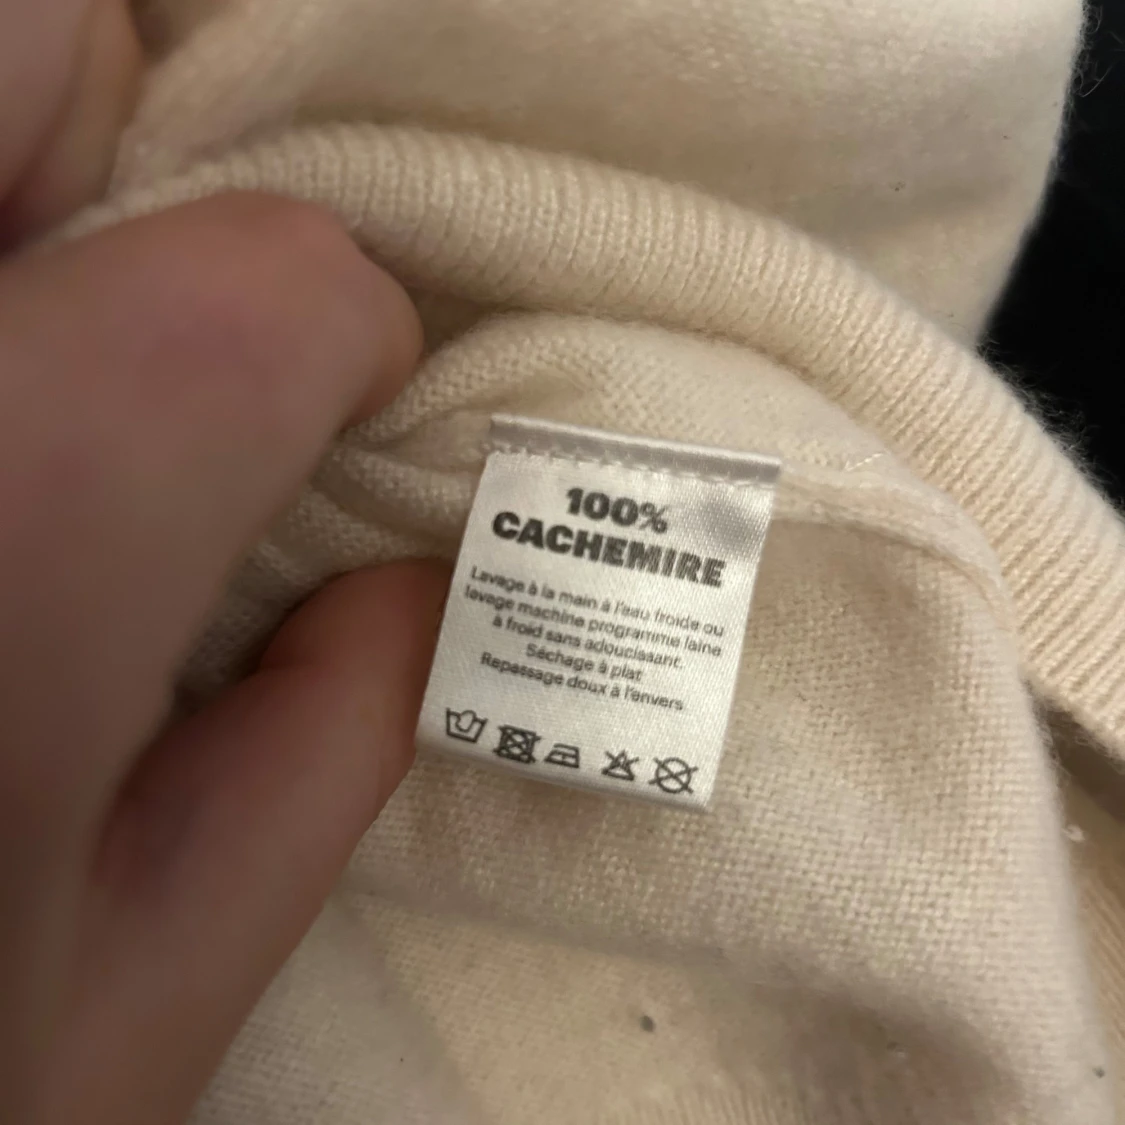 100%
CACHEMIRE
Lavage à la main à l'eau froide ou
lavage machine programme laine
à froid sans adoucissant.
Séchage à plat
Repassage doux à l'envers.